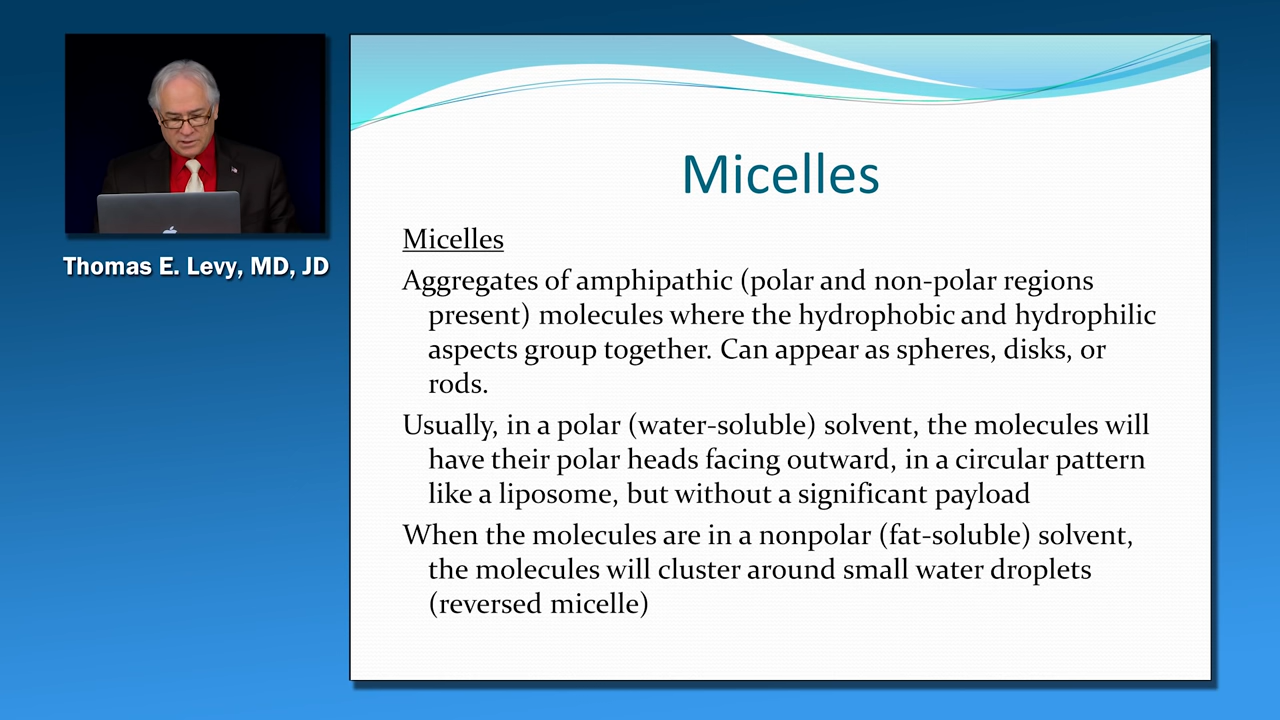 Thomas E. Levy, MD, JD
Micelles
Micelles
Aggregates of amphipathic (polar and non-polar regions
present) molecules where the hydrophobic and hydrophilic
aspects group together. Can appear as spheres, disks, or
rods.
Usually, in a polar (water-soluble) solvent, the molecules will
have their polar heads facing outward, in a circular pattern
like a liposome, but without a significant payload
When the molecules are in a nonpolar (fat-soluble) solvent,
the molecules will cluster around small water droplets
(reversed micelle)